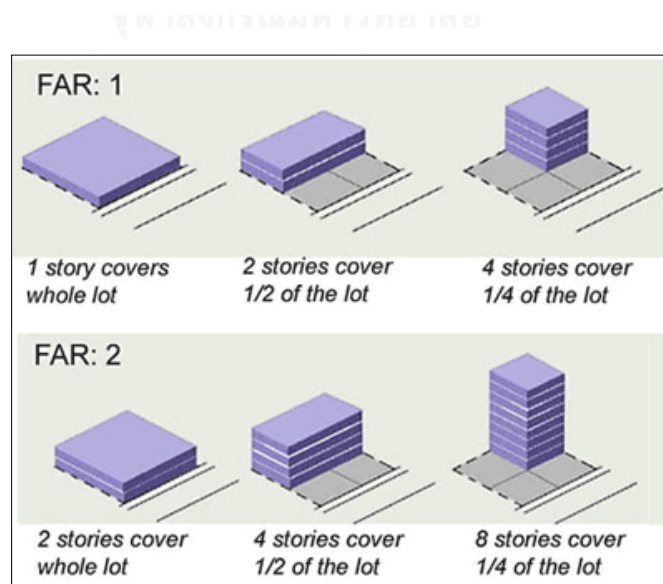 FAR: 1
1 story covers
whole lot
2 stories cover
1/2 of the lot
4 stories cover
1/4 of the lot
FAR: 2
2 stories cover
whole lot
4 stories cover
1/2 of the lot
8 stories cover
1/4 of the lot